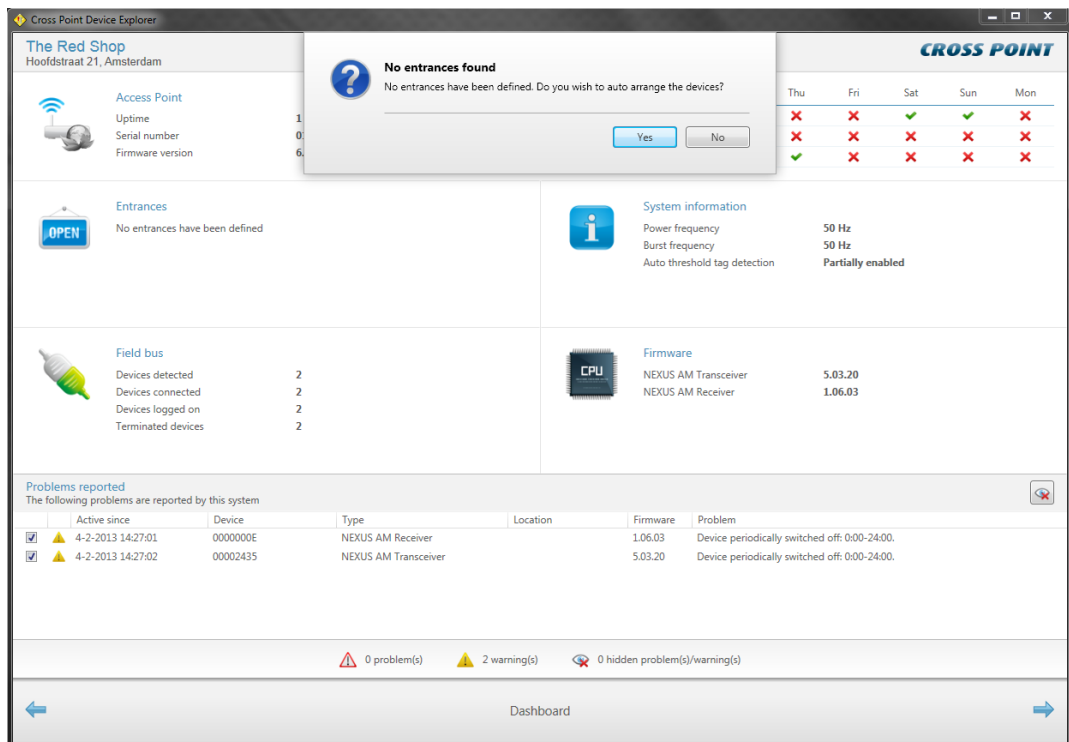 Cross Point Device Explorer
The Red Shop
Hoofdstraat 21, Amsterdam
CROSS POINT
No entrances found
No entrances have been defined. Do you wish to auto arrange the devices?
Yes No
Access Point
Thu Fri Sat Sun Mon
Uptime 1
Serial number 0
Firmware version 6.
Entrances
OPEN
No entrances have been defined
System information
i
Power frequency 50 Hz
Burst frequency 50 Hz
Auto threshold tag detection Partially enabled
Field bus
Devices detected 2
Devices connected 2
Devices logged on 2
Terminated devices 2
Firmware
CPU
NEXUS AM Transceiver 5.03.20
NEXUS AM Receiver 1.06.03
Problems reported
The following problems are reported by this system
Active since Device Type Location Firmware Problem
4-2-2013 14:27:01 0000000E NEXUS AM Receiver 1.06.03 Device periodically switched off: 0:00-24:00.
4-2-2013 14:27:02 00002435 NEXUS AM Transceiver 5.03.20 Device periodically switched off: 0:00-24:00.
0 problem(s) 2 warning(s) 0 hidden problem(s)/warning(s)
Dashboard